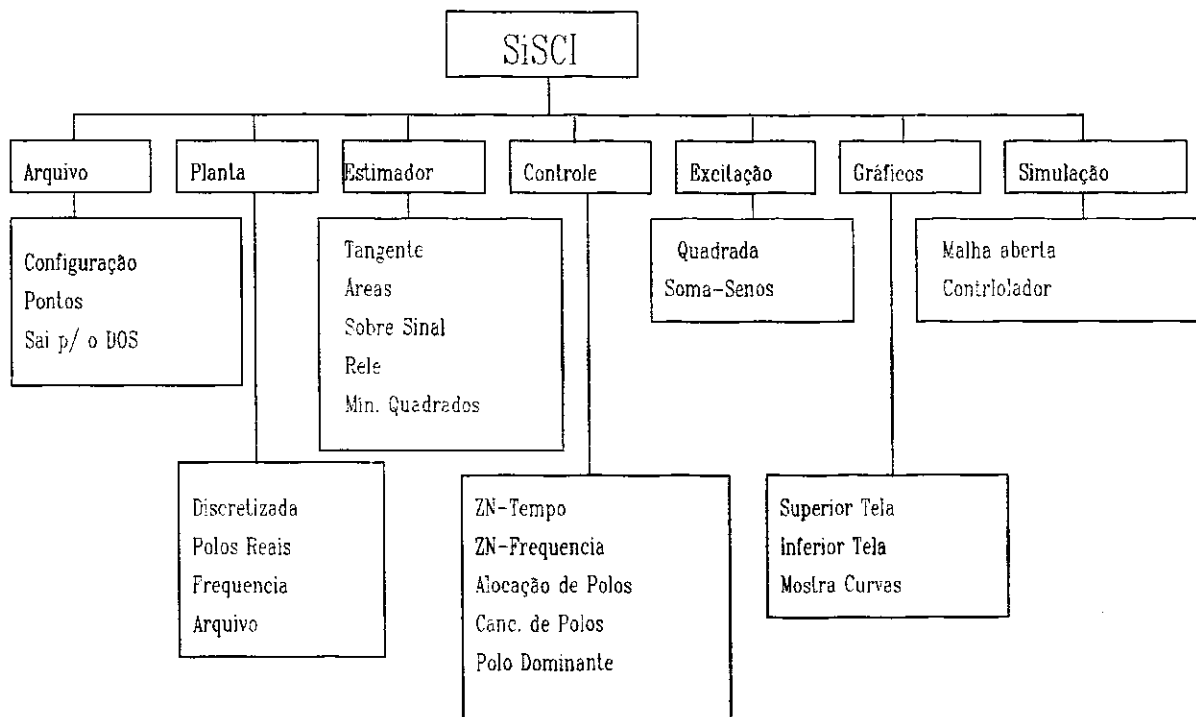 SiSCI
Arquivo
Planta
Estimador
Controle
Excitação
Gráficos
Simulação
Configuração
Pontos
Sai p/ o DOS
Tangente
Areas
Sobre Sinal
Rele
Min. Quadrados
Quadrada
Soma-Senos
Malha aberta
Contrlolador
Discretizada
Polos Reais
Frequencia
Arquivo
ZN-Tempo
ZN-Frequencia
Alocação de Polos
Canc. de Polos
Polo Dominante
Superior Tela
Inferior Tela
Mostra Curvas